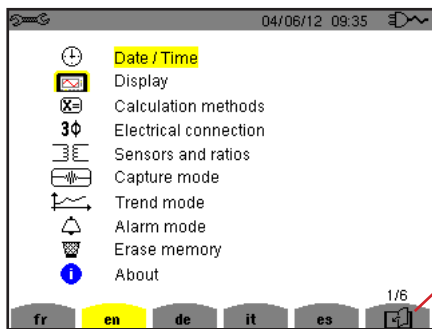 04/06/12 09:35
Date / Time
Display
X= Calculation methods
3ϕ Electrical connection
Sensors and ratios
Capture mode
Trend mode
Alarm mode
Erase memory
i About
1/6
fr en de it es